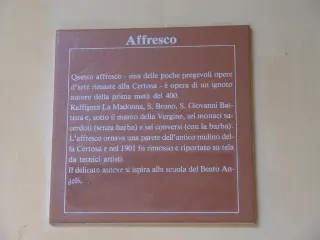 Affresco
Questo affresco - una delle poche pregevoli opere
d'arte rimaste alla Certosa - è opera di un ignoto
autore della prima metà del 400.
Raffigura La Madonna, S. Bruno, S. Giovanni Bat-
tista e, sotto il manto della Vergine, sei monaci sa-
cerdoti (senza barba) e sei conversi (con la barba).
L'affresco ornava una parete dell'antico mulino del-
la Certosa e nel 1901 fu rimosso e riportato su tela
da tecnici artisti.
Il delicato autore si ispira alla scuola del Beato An-